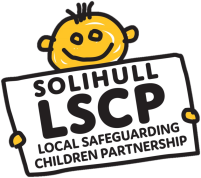 SOLIHULL
LSCP
LOCAL SAFEGUARDING
CHILDREN PARTNERSHIP